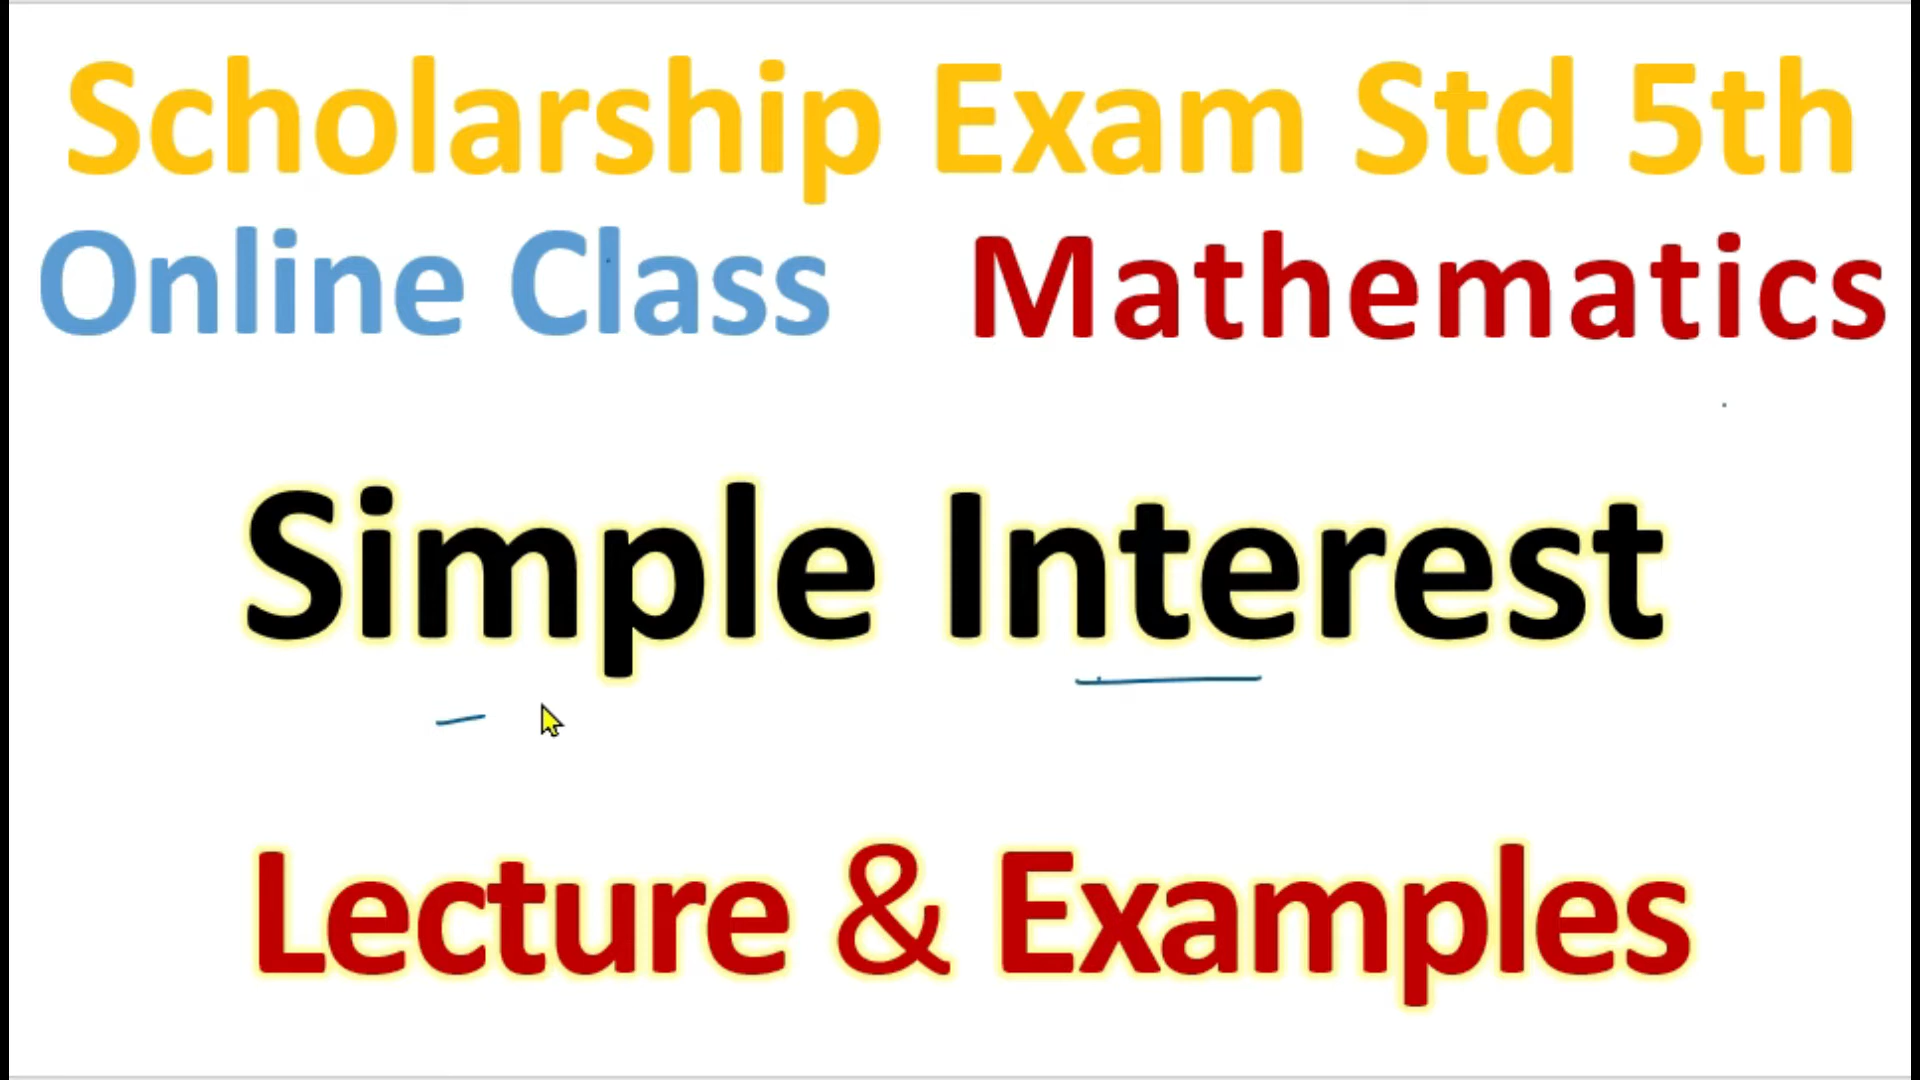 Scholarship Exam Std 5th
Online Class Mathematics
Simple Interest
Lecture & Examples